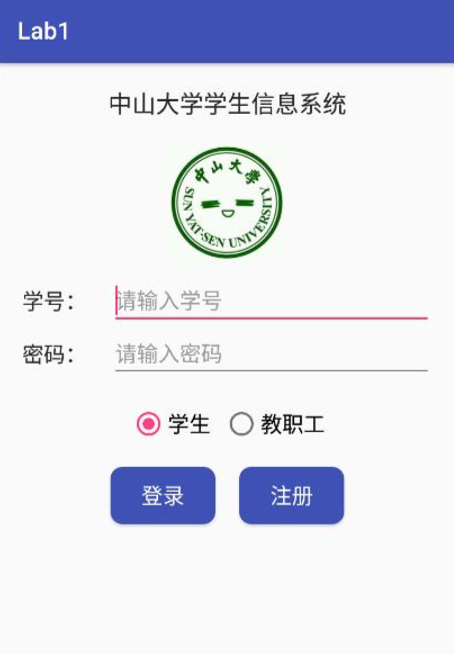 Lab1
中山大学学生信息系统
中山大学
SUN YAT-SEN UNIVERSITY
学号： 请输入学号
密码： 请输入密码
学生 教职工
登录 注册